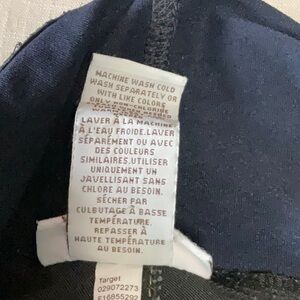 MACHINE WASH COLD
WASH SEPARATELY OR
WITH LIKE COLORS
ONLY NON-CHLORINE
LAVER À LA MACHINE
À L'EAU FROIDE.LAVER
SÉPARÉMENT OU AVEC
DES COULEURS
SIMILAIRES.UTILISER
UNIQUEMENT UN
JAVELLISANT SANS
CHLORE AU BESOIN.
SÉCHER PAR
CULBUTAGE À BASSE
TEMPÉRATURE.
REPASSER À
HAUTE TEMPÉRATURE
AU BESOIN.
Target
029072273
F16855292